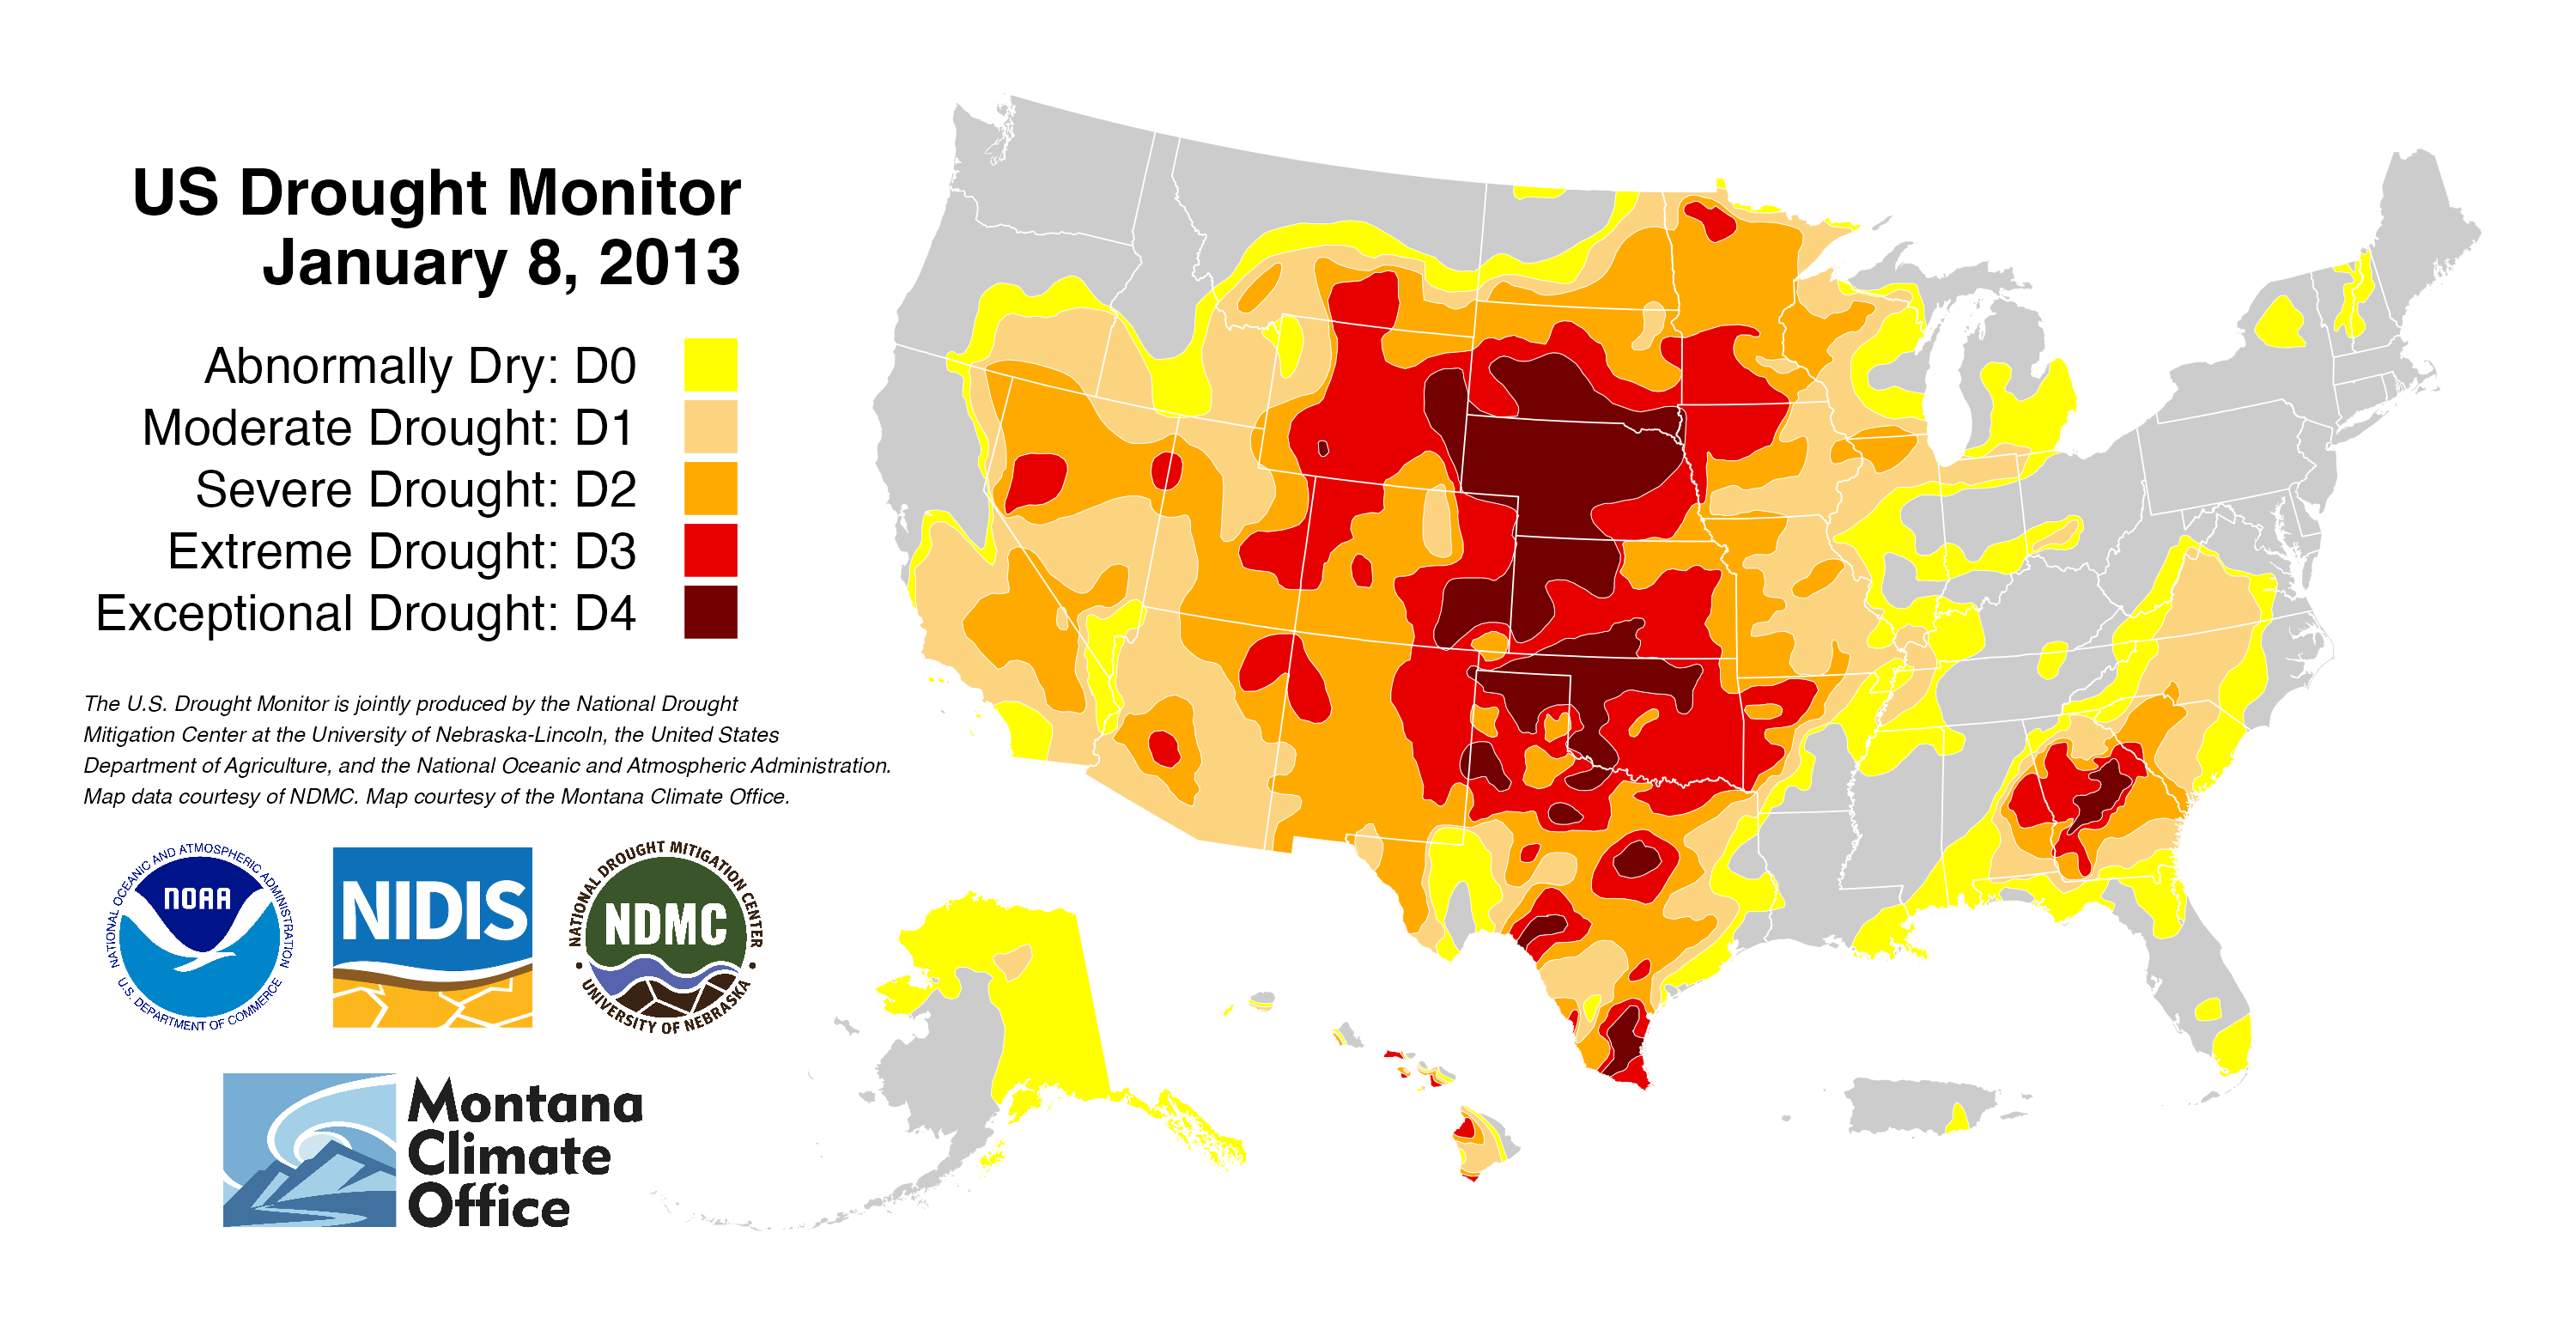 US Drought Monitor
January 8, 2013
Abnormally Dry: D0
Moderate Drought: D1
Severe Drought: D2
Extreme Drought: D3
Exceptional Drought: D4
The U.S. Drought Monitor is jointly produced by the National Drought
Mitigation Center at the University of Nebraska-Lincoln, the United States
Department of Agriculture, and the National Oceanic and Atmospheric Administration.
Map data courtesy of NDMC. Map courtesy of the Montana Climate Office.
NATIONAL OCEANIC AND ATMOSPHERIC ADMINISTRATION
NOAA
U.S. DEPARTMENT OF COMMERCE
NIDIS
NATIONAL DROUGHT MITIGATION CENTER
NDMC
UNIVERSITY OF NEBRASKA
Montana
Climate
Office